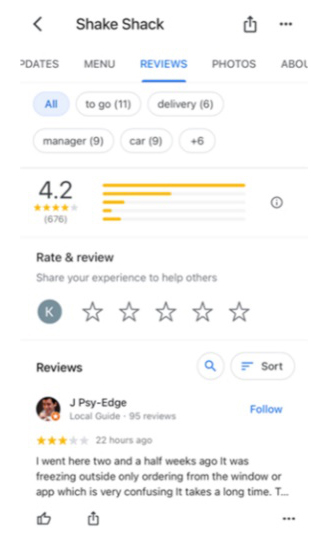 Shake Shack
PDATES MENU REVIEWS PHOTOS ABOU
All to go (11) delivery (6)
manager (9) car (9) +6
4.2
(676)
Rate & review
Share your experience to help others
K
Reviews Sort
J Psy-Edge
Local Guide · 95 reviews
Follow
22 hours ago
I went here two and a half weeks ago It was
freezing outside only ordering from the window or
app which is very confusing It takes a long time. T...